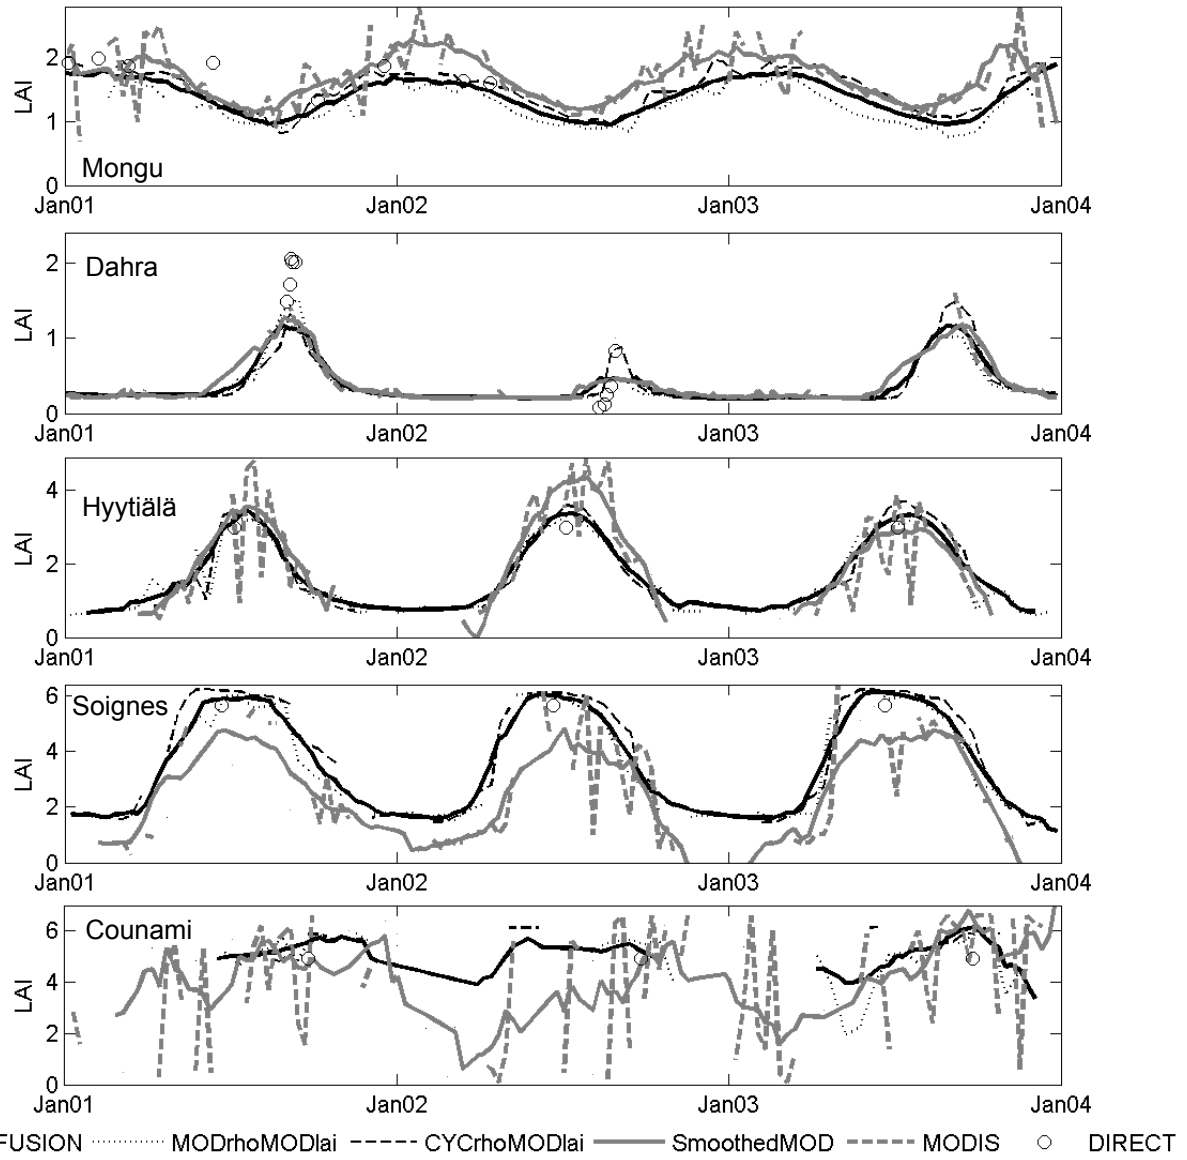 2
LAI
1
Mongu
0
Jan01 Jan02 Jan03 Jan04
2
Dahra
LAI
1
0
Jan01 Jan02 Jan03 Jan04
4
Hyytiälä
LAI
2
0
Jan01 Jan02 Jan03 Jan04
6
Soignes
4
LAI
2
0
Jan01 Jan02 Jan03 Jan04
6
Counami
4
LAI
2
0
Jan01 Jan02 Jan03 Jan04
FUSION MODrhoMODlai CYCrhoMODlai SmoothedMOD MODIS DIRECT